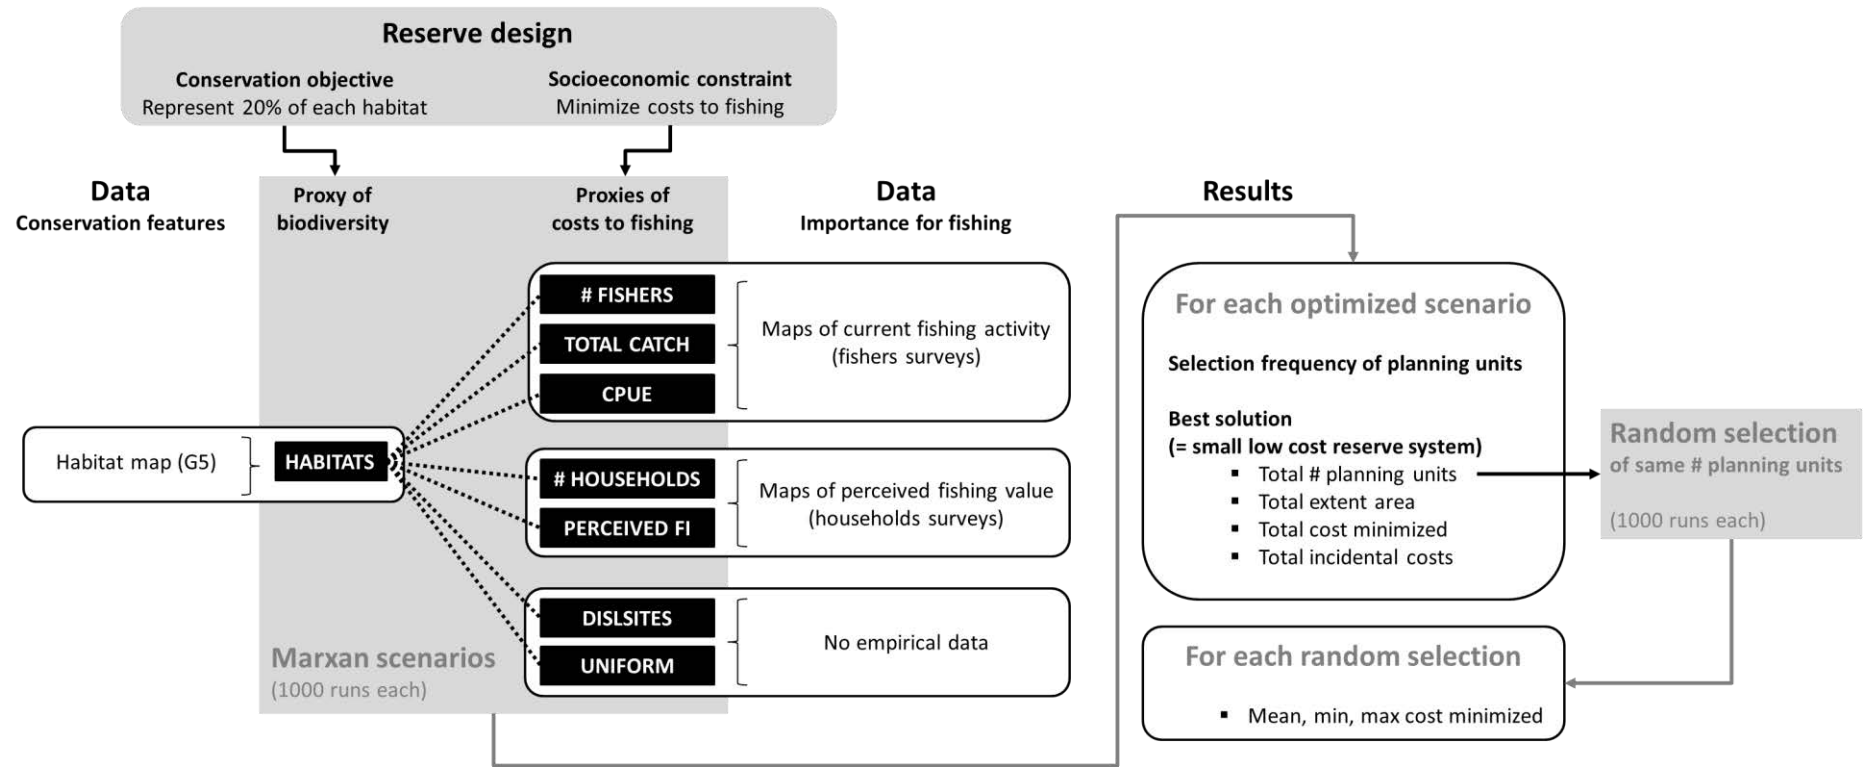 Reserve design
Conservation objective
Represent 20% of each habitat
Socioeconomic constraint
Minimize costs to fishing
Data
Conservation features
Proxy of
biodiversity
Proxies of
costs to fishing
Data
Importance for fishing
Results
Habitat map (G5)
HABITATS
# FISHERS
TOTAL CATCH
CPUE
Maps of current fishing activity
(fishers surveys)
# HOUSEHOLDS
PERCEIVED FI
Maps of perceived fishing value
(households surveys)
DISLSITES
UNIFORM
No empirical data
Marxan scenarios
(1000 runs each)
For each optimized scenario
Selection frequency of planning units
Best solution
(= small low cost reserve system)
▪ Total # planning units
▪ Total extent area
▪ Total cost minimized
▪ Total incidental costs
Random selection
of same # planning units
(1000 runs each)
For each random selection
▪ Mean, min, max cost minimized